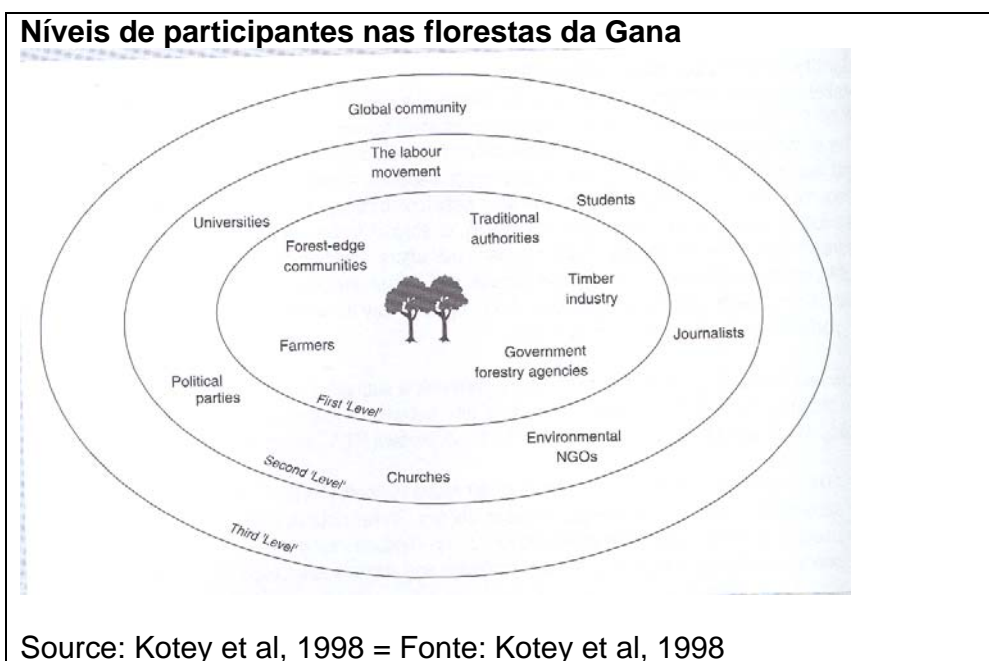 Níveis de participantes nas florestas da Gana
Global community
The labour
movement
Students
Universities
Traditional
authorities
Forest-edge
communities
Timber
industry
Journalists
Farmers
Government
forestry agencies
Political
parties
First 'Level'
Environmental
NGOs
Second 'Level'
Churches
Third 'Level'
Source: Kotey et al, 1998 = Fonte: Kotey et al, 1998